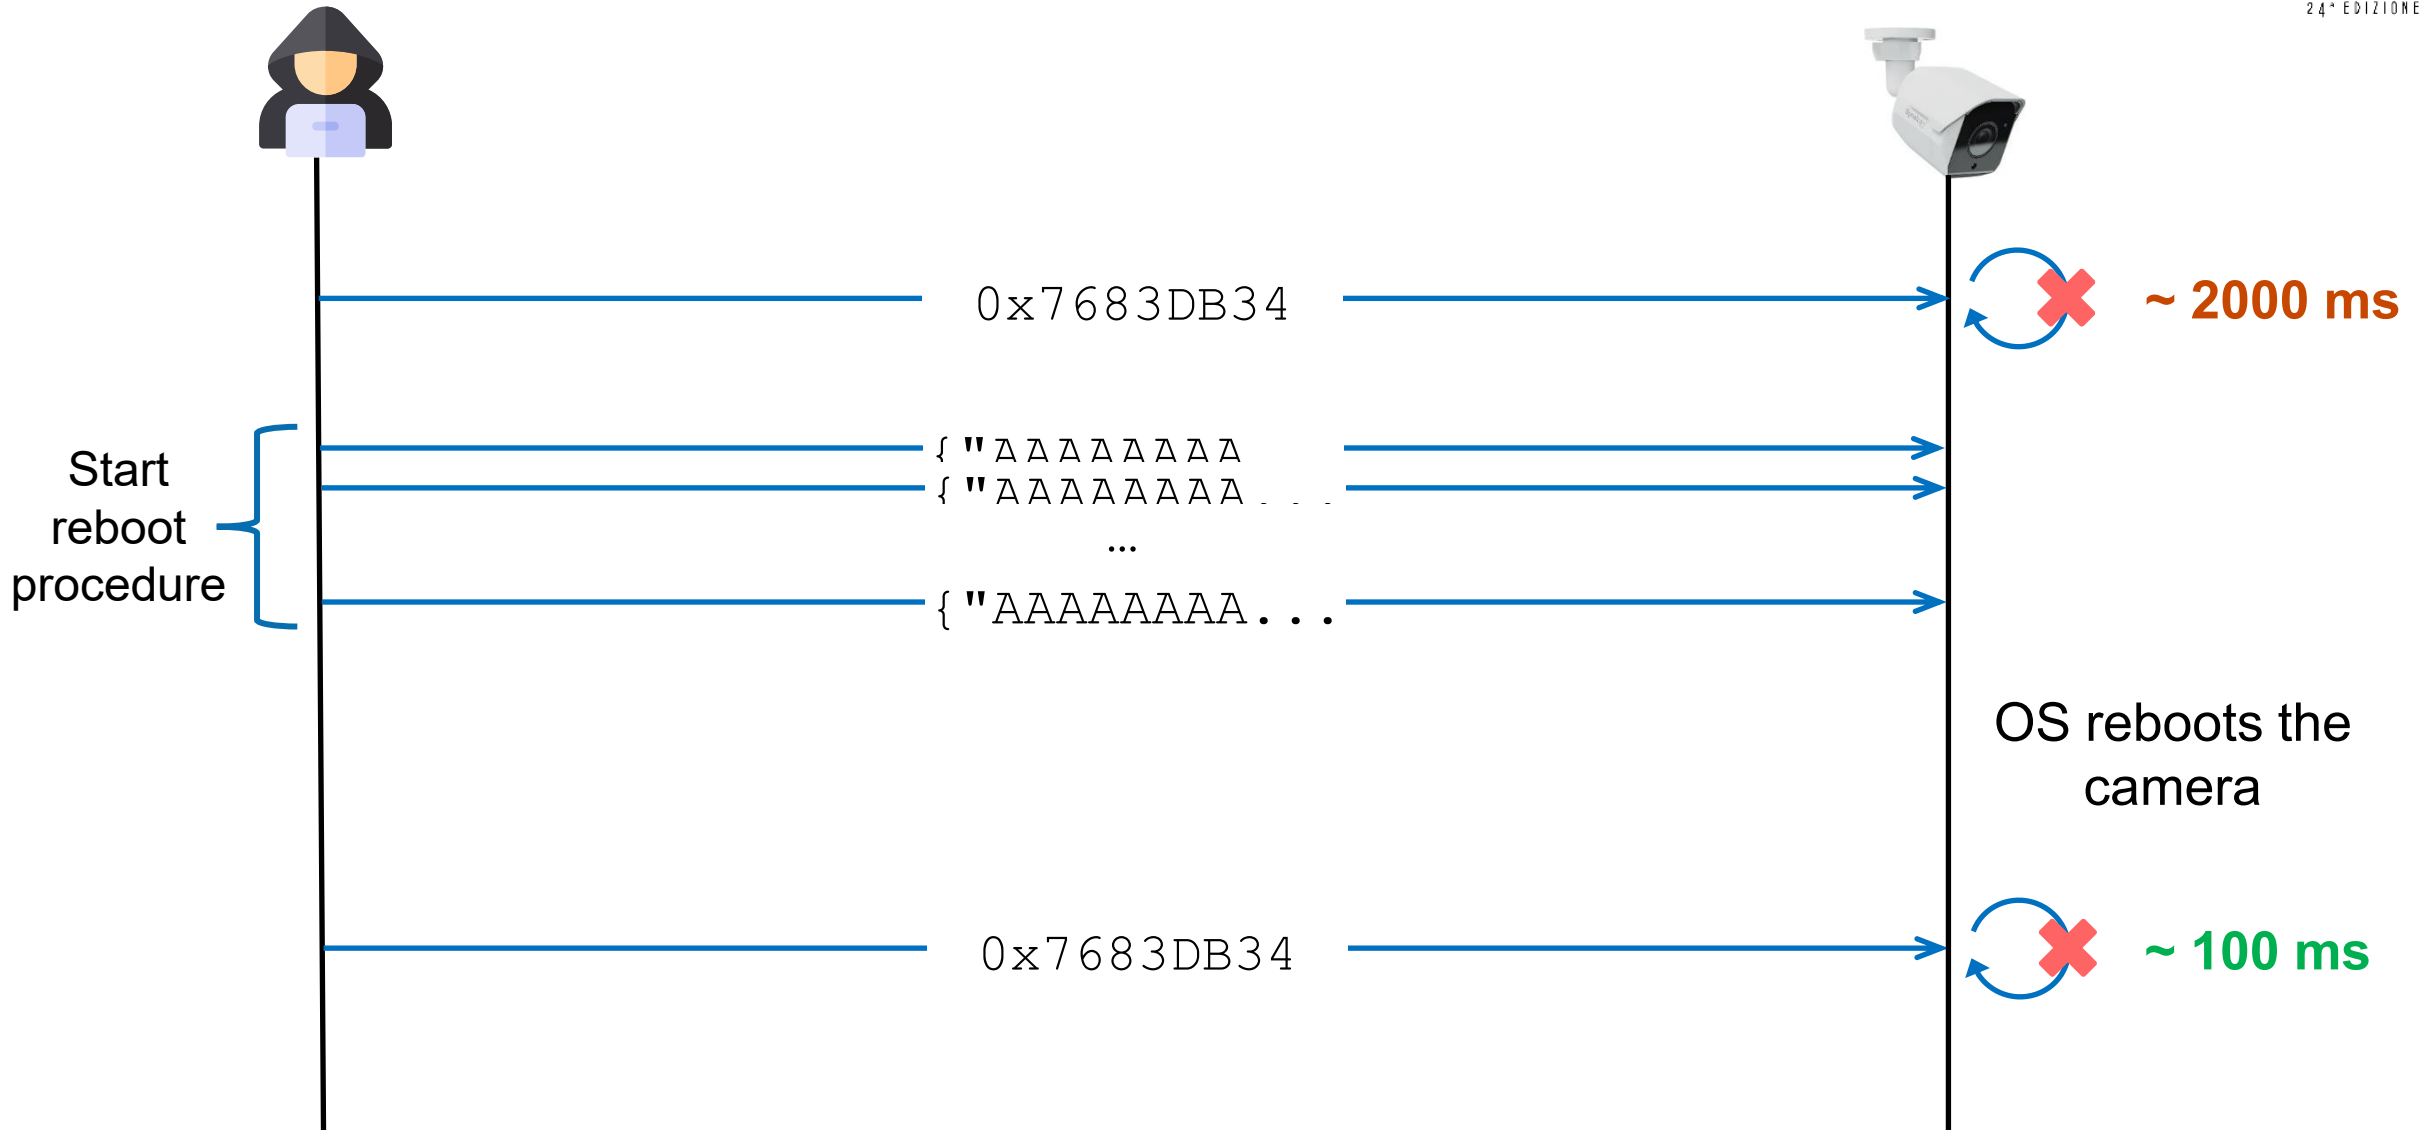 24ª EDIZIONE
0x7683DB34
~ 2000 ms
Start
reboot
procedure
{"AAAAAAAA
{"AAAAAAAA...
...
{"AAAAAAAA...
OS reboots the
camera
0x7683DB34
~ 100 ms